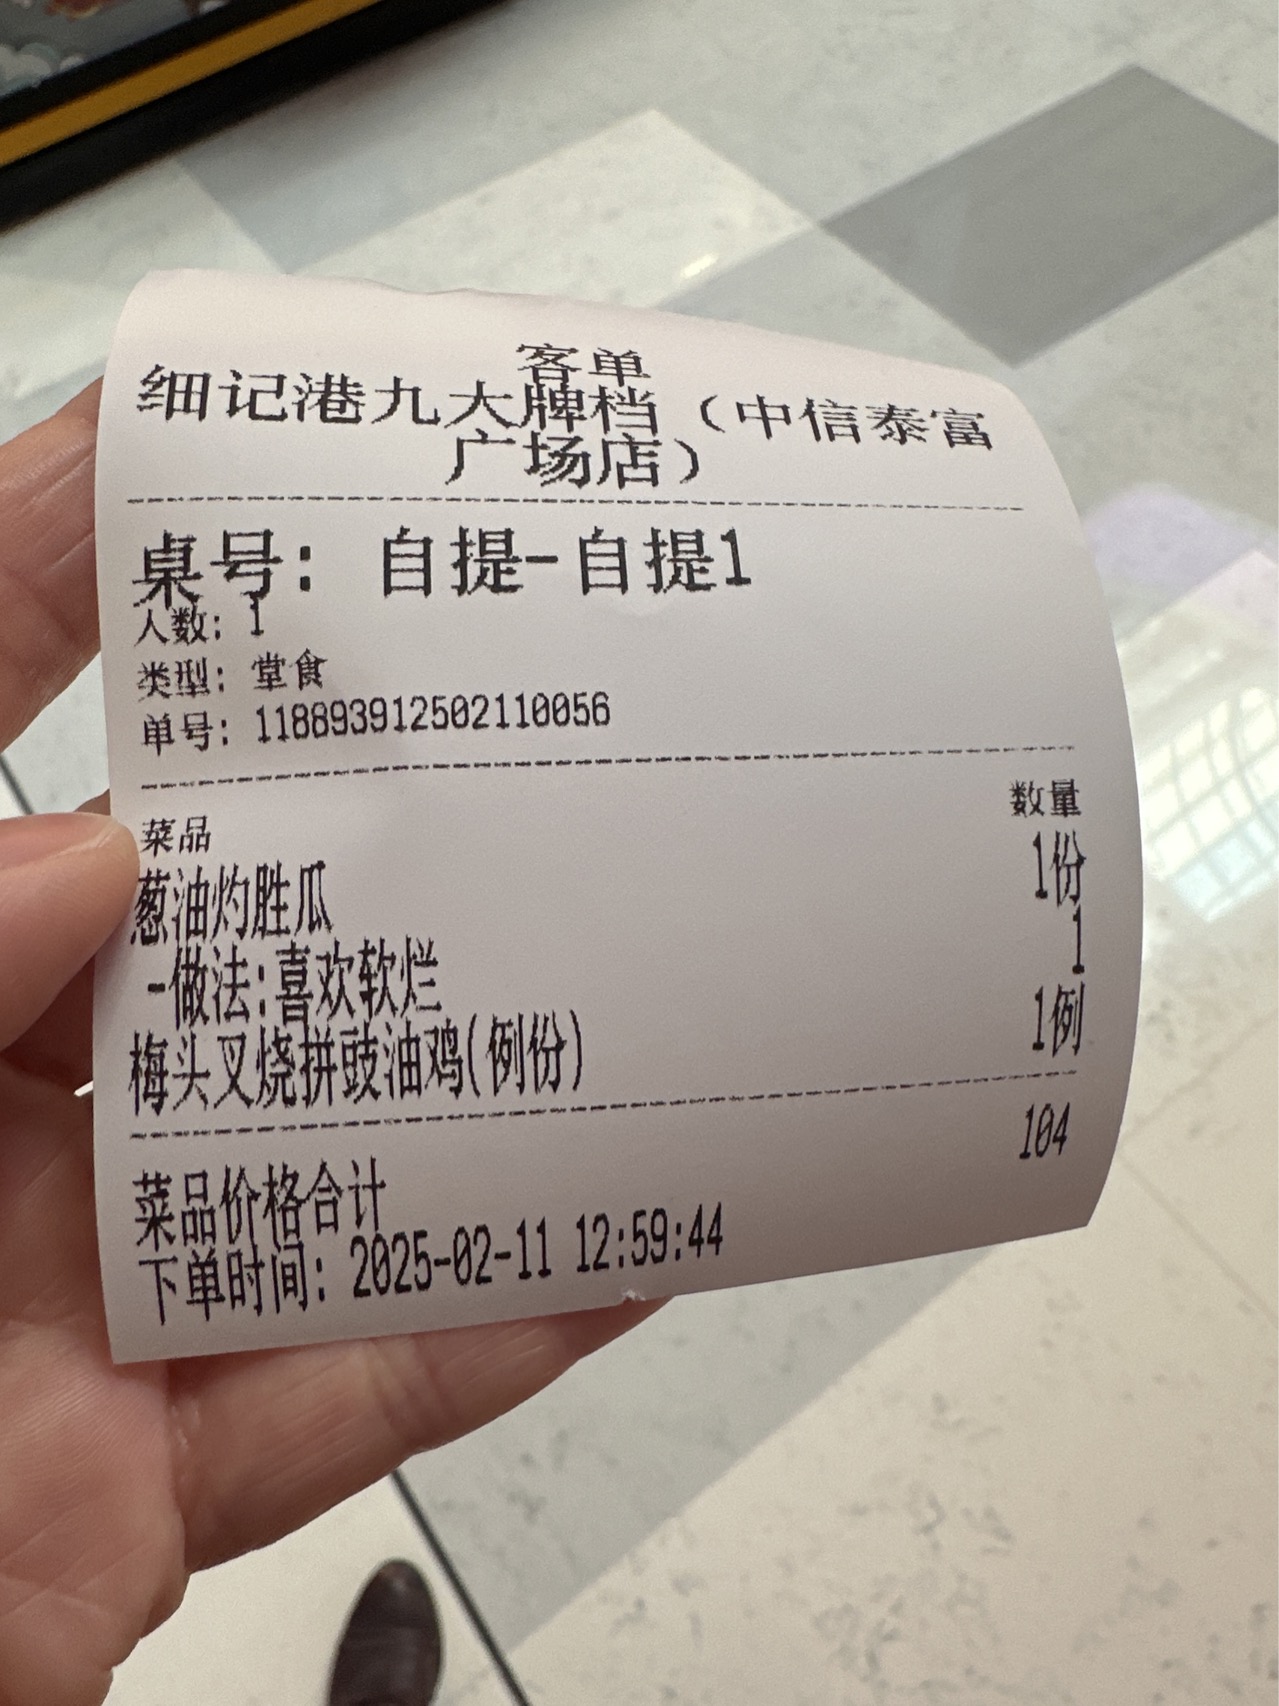 客单
细记港九大牌档（中信泰富
广场店）
桌号：自提-自提1
人数：1
类型：堂食
单号：118893912502110056
菜品 数量
葱油灼胜瓜 1份
-做法:喜欢软烂 1
梅头叉烧拼豉油鸡(例份) 1例
菜品价格合计 104
下单时间：2025-02-11 12:59:44